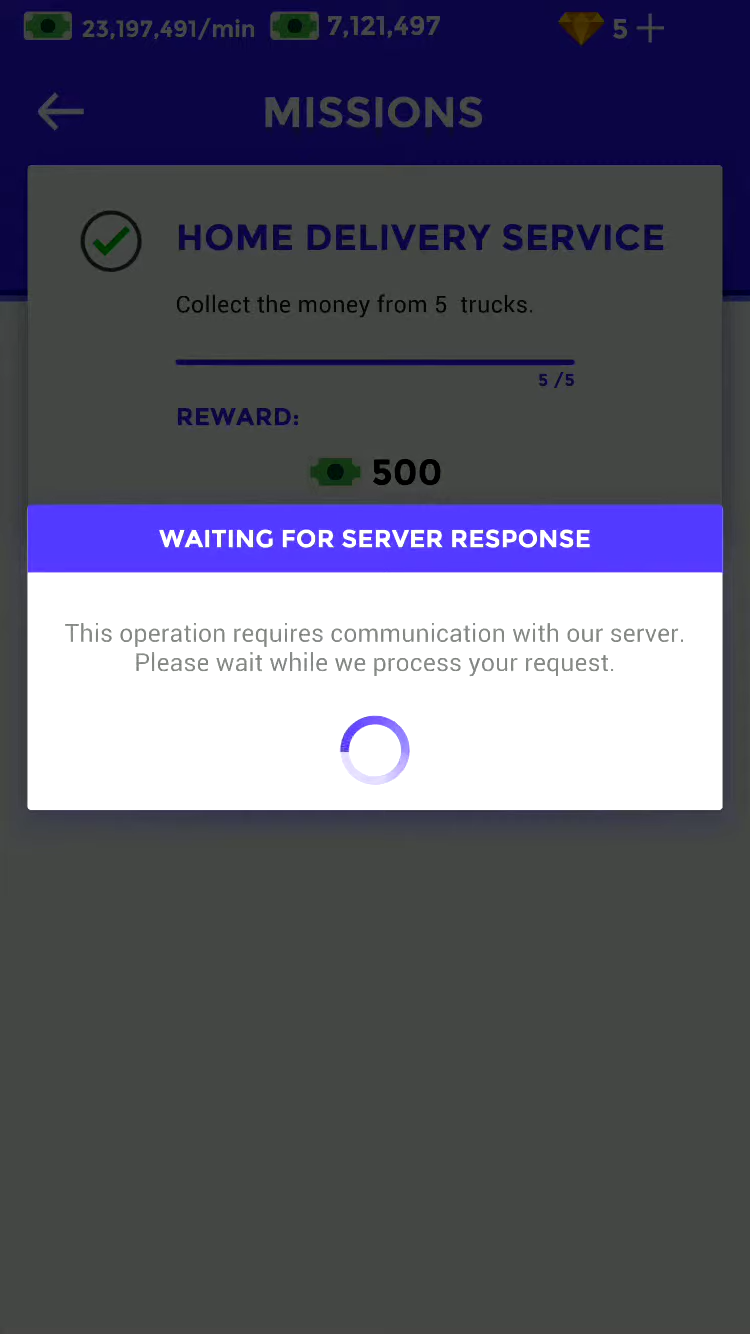 23,197,491/min 7,121,497 5
MISSIONS
HOME DELIVERY SERVICE
Collect the money from 5 trucks.
5 /5
REWARD:
500
WAITING FOR SERVER RESPONSE
This operation requires communication with our server.
Please wait while we process your request.